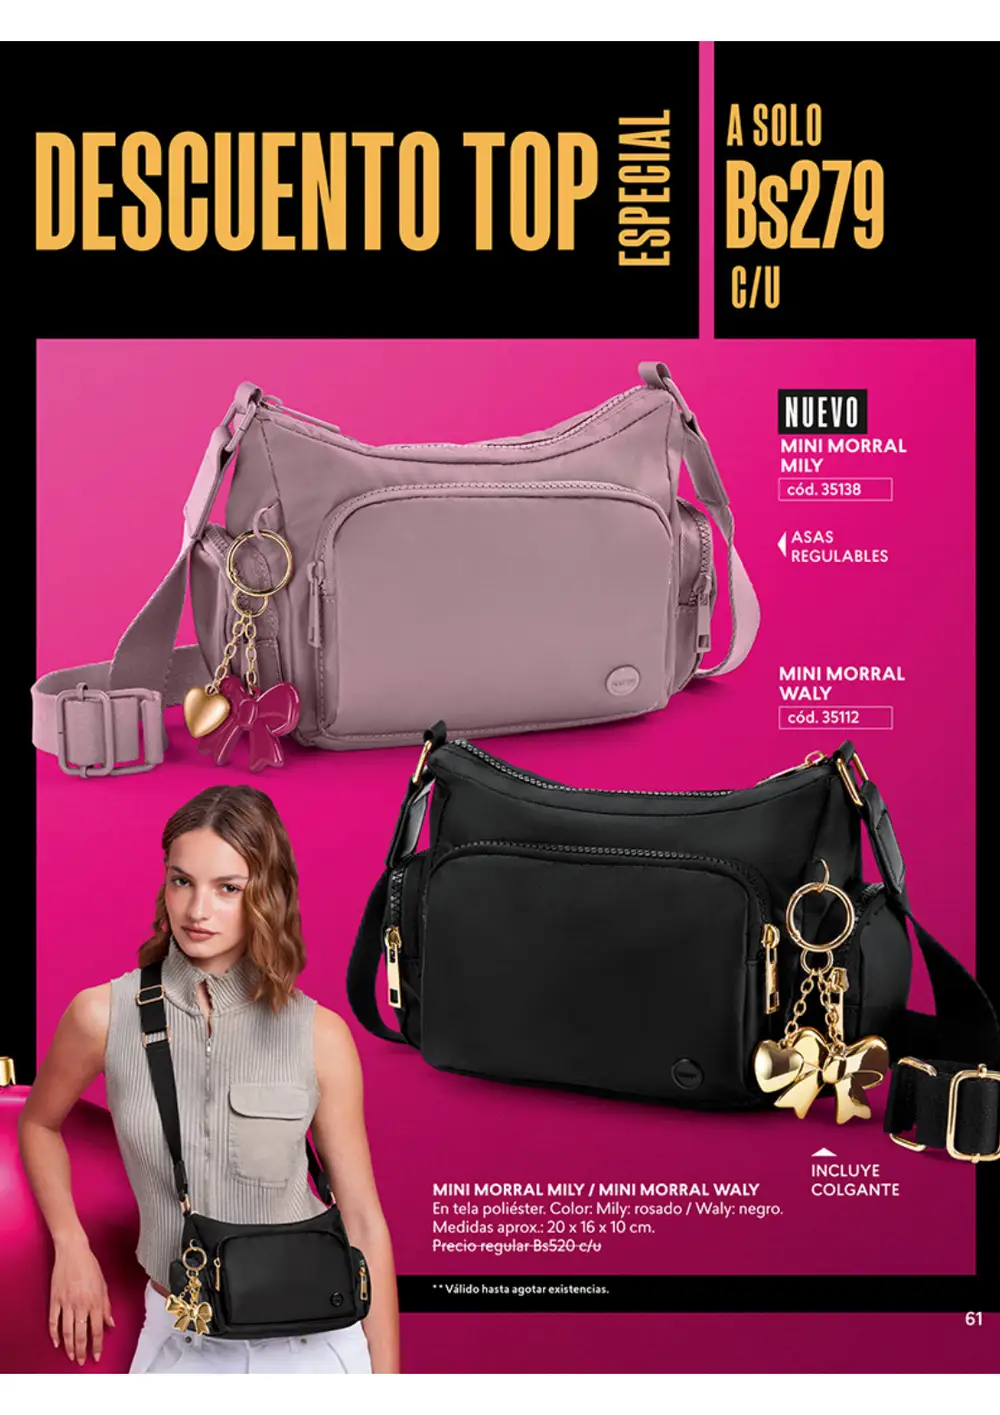 DESCUENTO TOP
ESPECIAL
A SOLO
Bs279
C/U
NUEVO
MINI MORRAL
MILY
cód. 35138
ASAS
REGULABLES
MINI MORRAL
WALY
cód. 35112
INCLUYE
COLGANTE
MINI MORRAL MILY / MINI MORRAL WALY
En tela poliéster. Color: Mily: rosado / Waly: negro.
Medidas aprox.: 20 x 16 x 10 cm.
Precio regular Bs520 c/u
**Válido hasta agotar existencias.
61